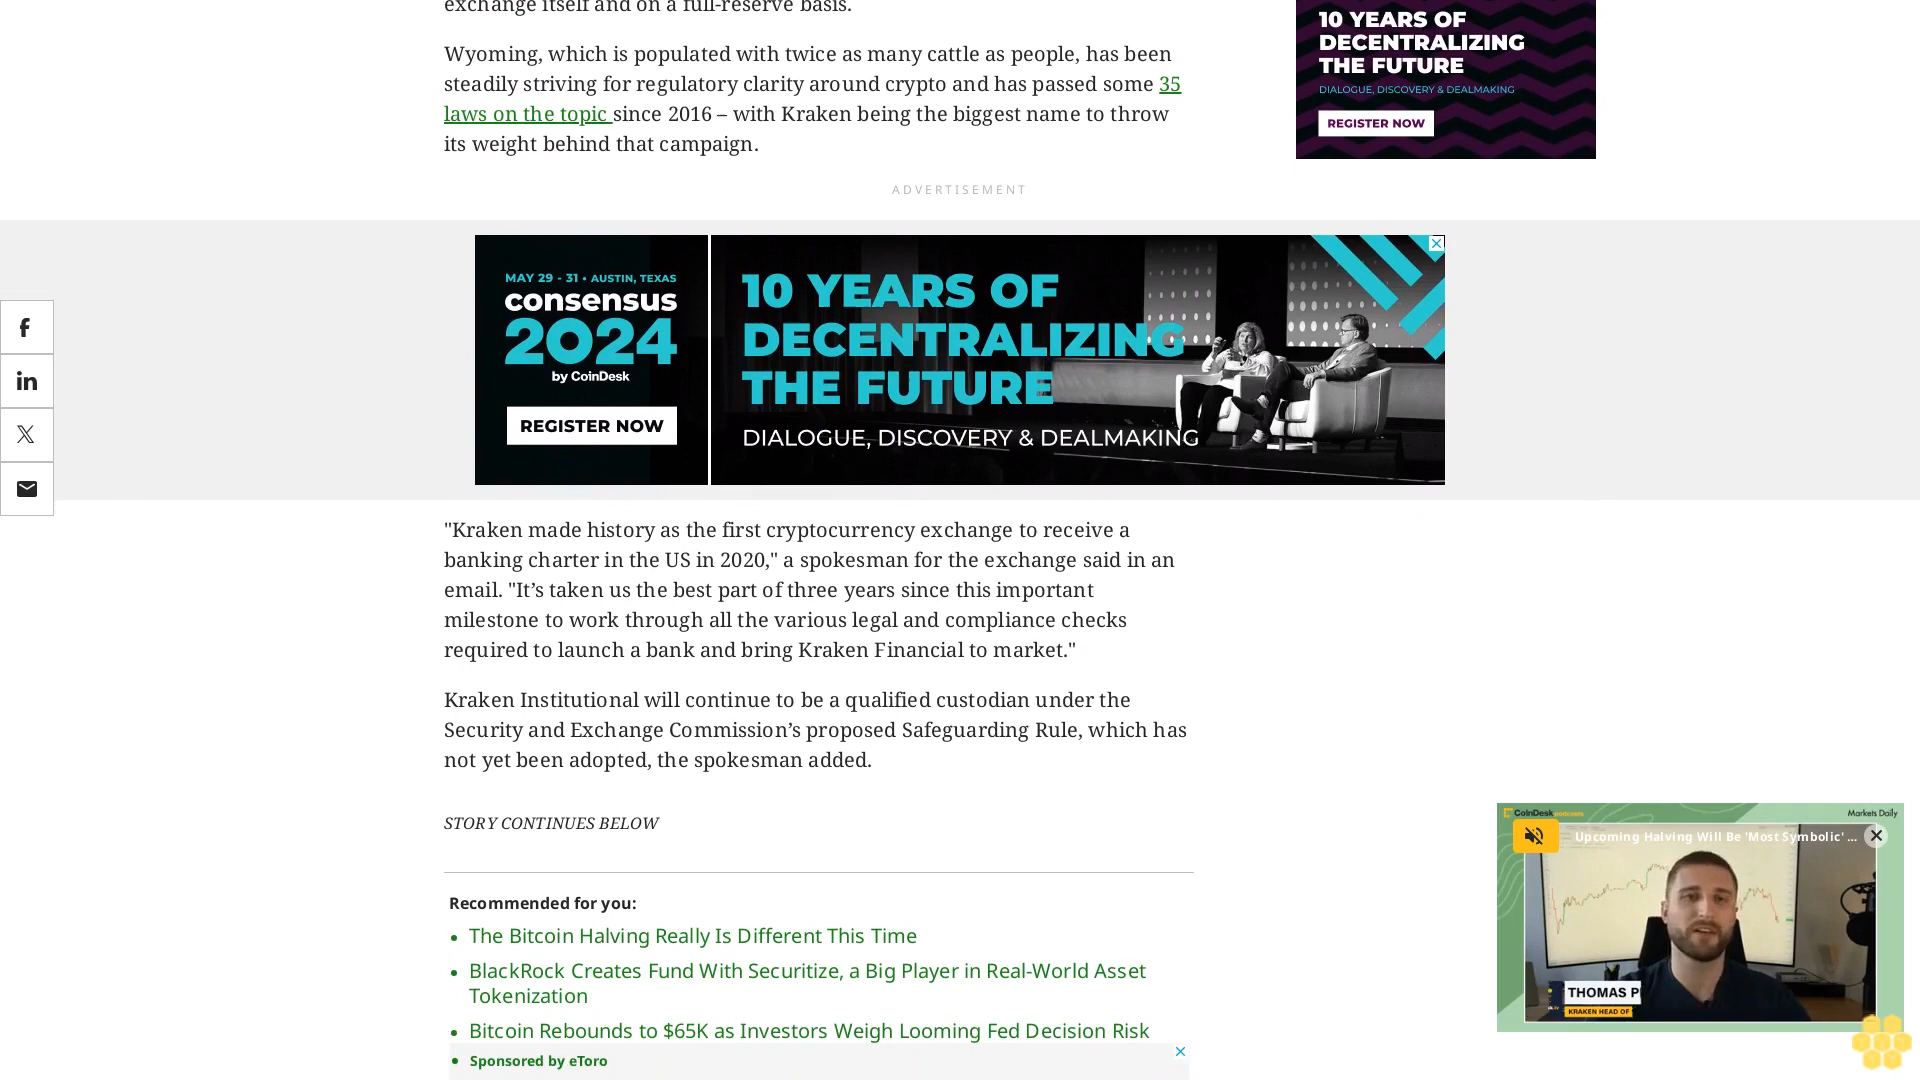 exchange itself and on a full-reserve basis.
Wyoming, which is populated with twice as many cattle as people, has been
steadily striving for regulatory clarity around crypto and has passed some 35
laws on the topic since 2016 – with Kraken being the biggest name to throw
its weight behind that campaign.
10 YEARS OF
DECENTRALIZING
THE FUTURE
DIALOGUE, DISCOVERY & DEALMAKING
REGISTER NOW
ADVERTISEMENT
MAY 29 - 31 • AUSTIN, TEXAS
consensus
2024
by CoinDesk
REGISTER NOW
10 YEARS OF
DECENTRALIZING
THE FUTURE
DIALOGUE, DISCOVERY & DEALMAKING
"Kraken made history as the first cryptocurrency exchange to receive a
banking charter in the US in 2020," a spokesman for the exchange said in an
email. "It’s taken us the best part of three years since this important
milestone to work through all the various legal and compliance checks
required to launch a bank and bring Kraken Financial to market."
Kraken Institutional will continue to be a qualified custodian under the
Security and Exchange Commission’s proposed Safeguarding Rule, which has
not yet been adopted, the spokesman added.
STORY CONTINUES BELOW
Recommended for you:
• The Bitcoin Halving Really Is Different This Time
• BlackRock Creates Fund With Securitize, a Big Player in Real-World Asset
Tokenization
• Bitcoin Rebounds to $65K as Investors Weigh Looming Fed Decision Risk
• Sponsored by eToro
CoinDesk podcasts
Markets Daily
Upcoming Halving Will Be 'Most Symbolic' ...
THOMAS P
KRAKEN HEAD OF